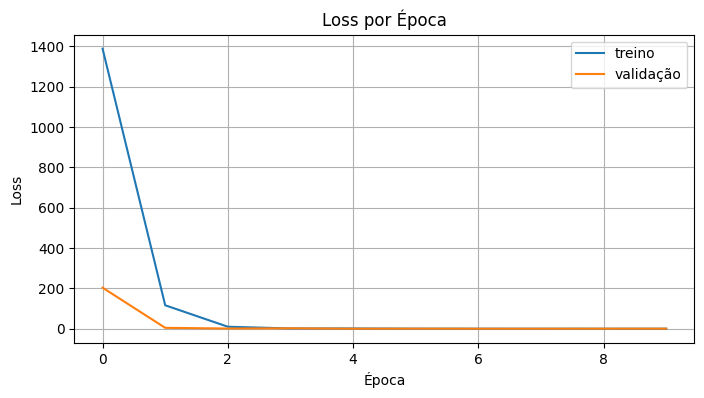 Loss por Época
treino
validação
1400
1200
1000
800
600
400
200
0
Loss
0 2 4 6 8
Época